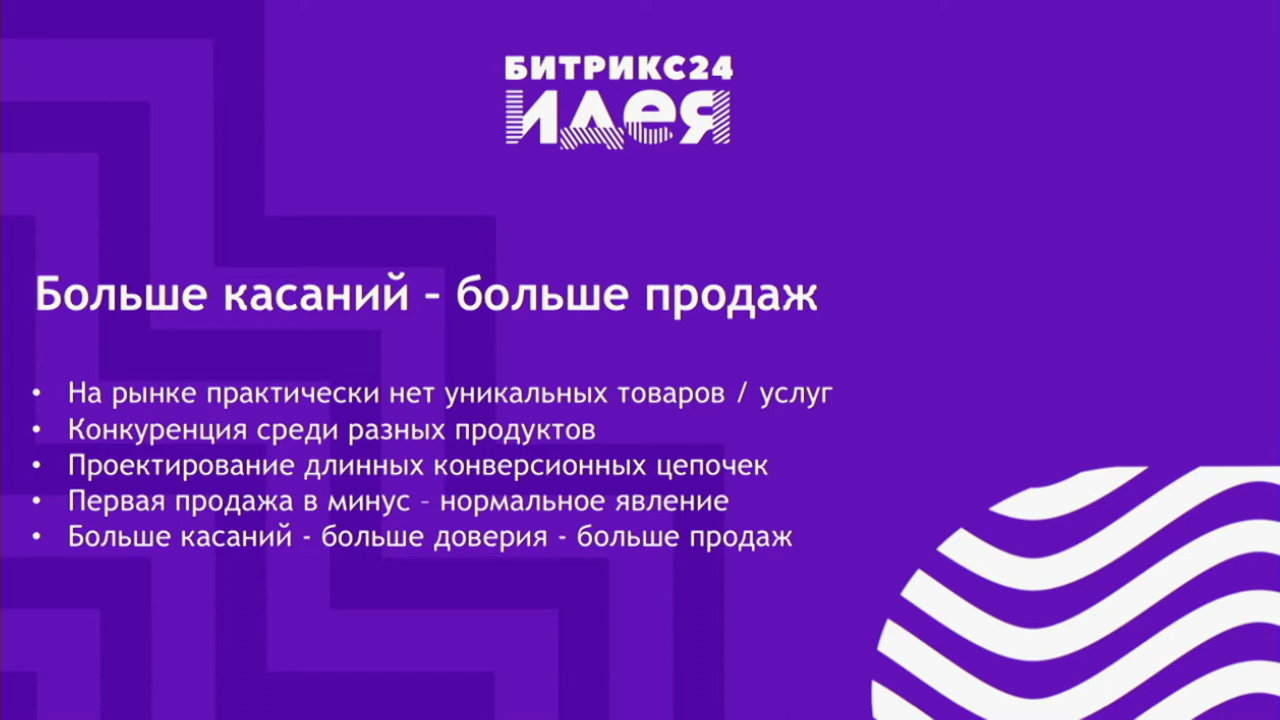 БИТРИКС24
ИДЕЯ
Больше касаний – больше продаж
• На рынке практически нет уникальных товаров / услуг
• Конкуренция среди разных продуктов
• Проектирование длинных конверсионных цепочек
• Первая продажа в минус – нормальное явление
• Больше касаний - больше доверия - больше продаж